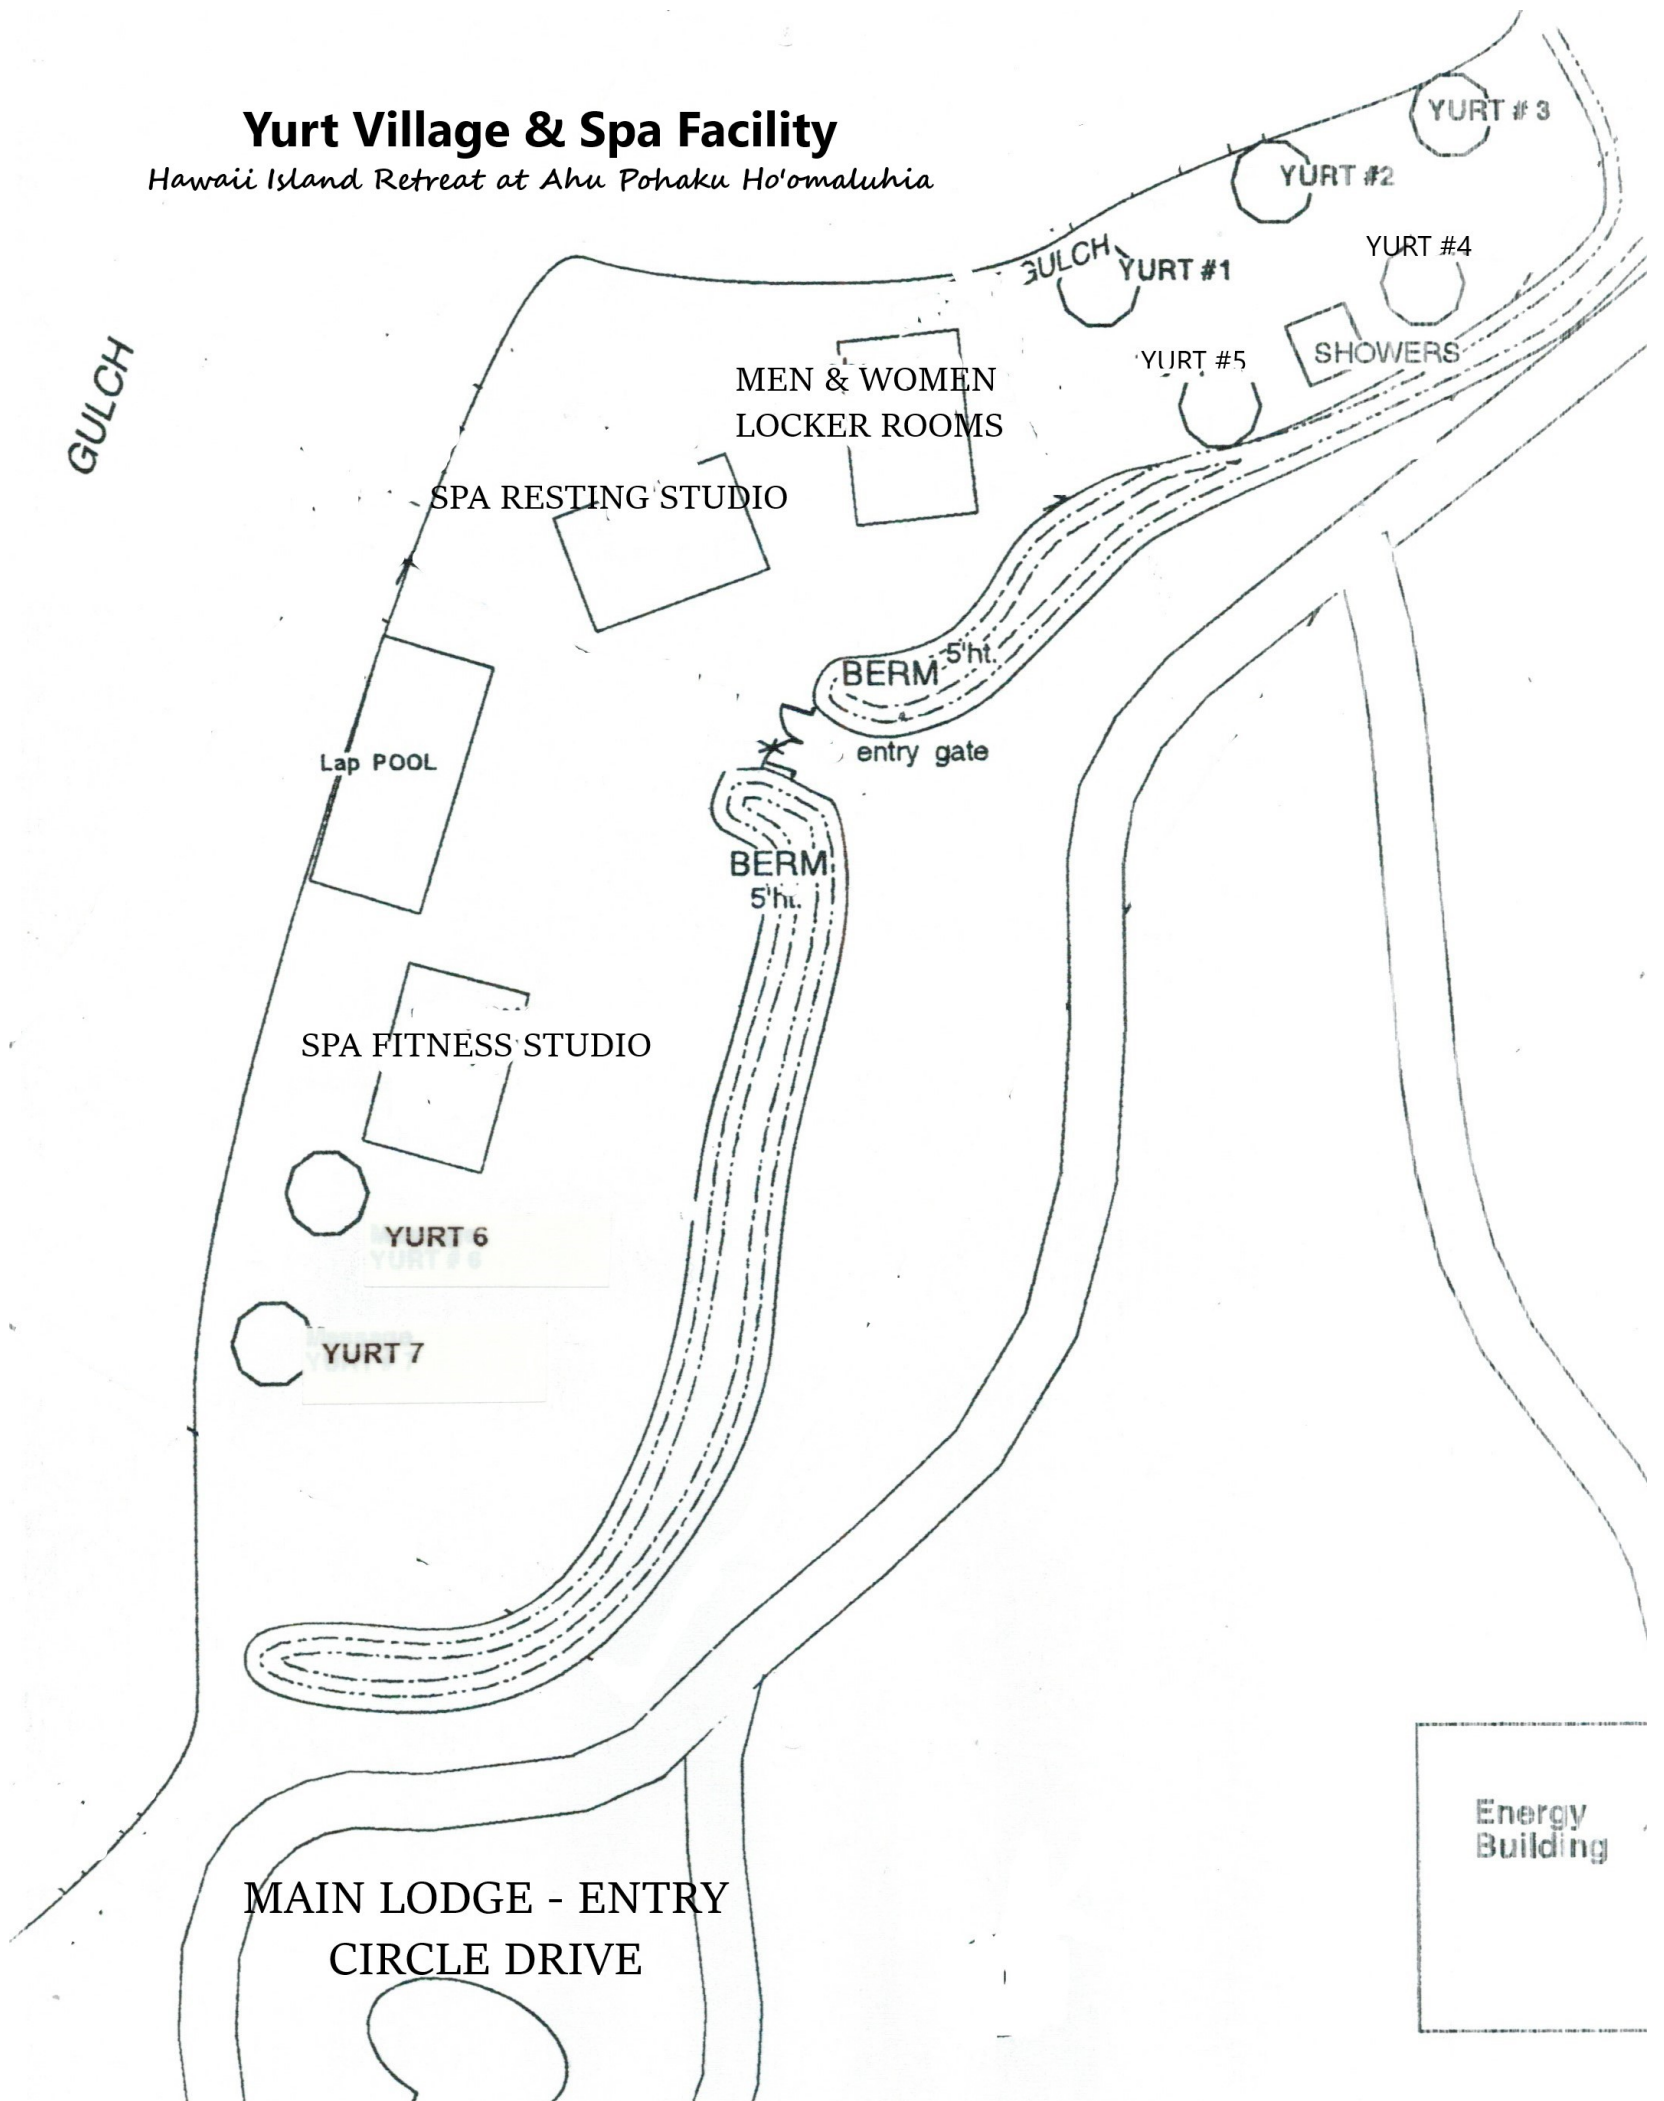 Yurt Village & Spa Facility
Hawaii Island Retreat at Ahu Pohaku Ho'omaluhia
YURT # 3
YURT #2
YURT #4
GULCH
YURT #1
SHOWERS
YURT #5
GULCH
MEN & WOMEN
LOCKER ROOMS
SPA RESTING STUDIO
BERM 5'ht.
entry gate
Lap POOL
BERM
5'ht.
SPA FITNESS STUDIO
YURT 6
YURT # 6
YURT 7
Energy
Building
MAIN LODGE - ENTRY
CIRCLE DRIVE